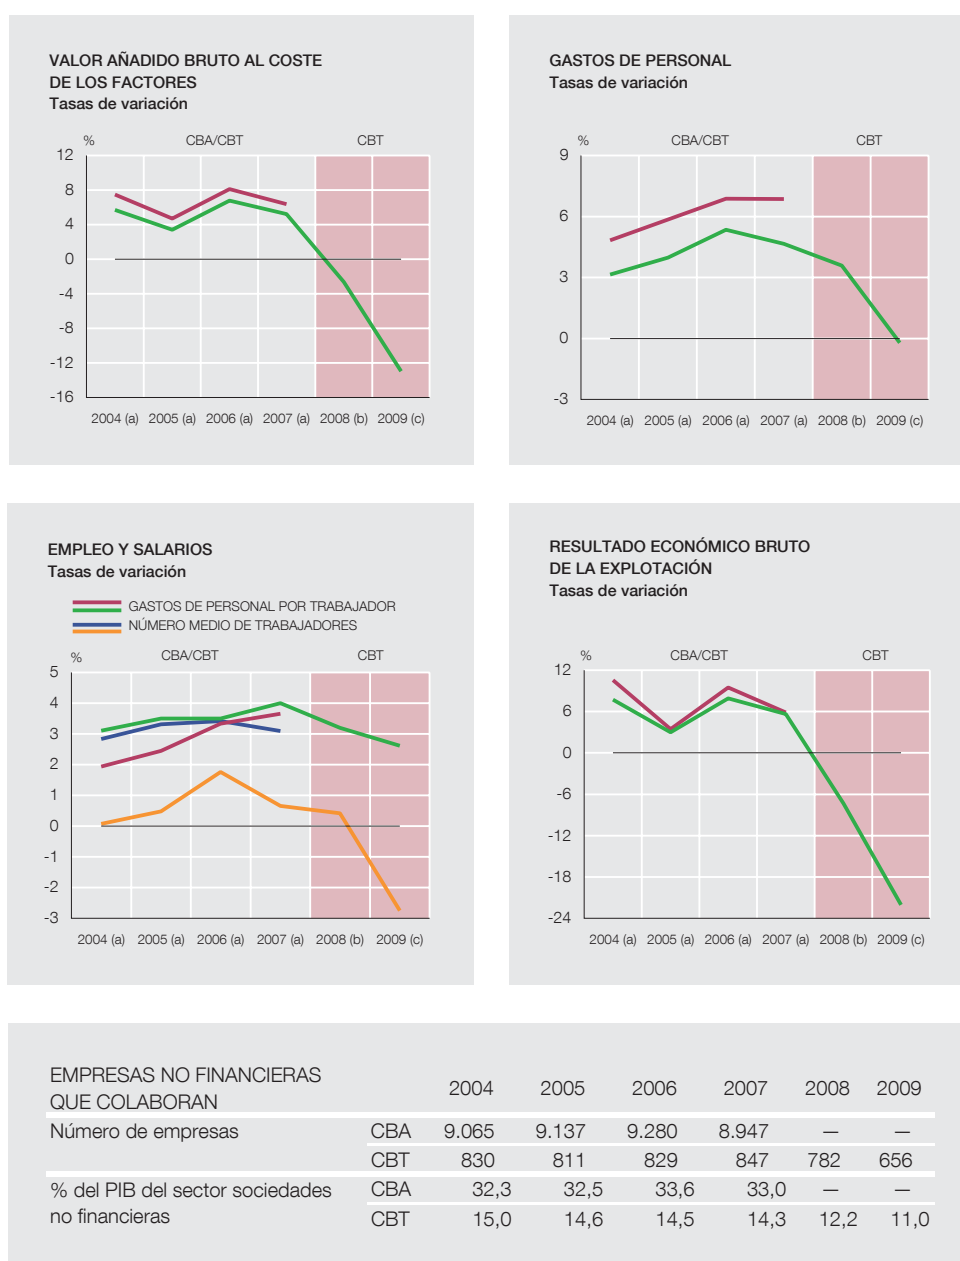 VALOR AÑADIDO BRUTO AL COSTE
DE LOS FACTORES
Tasas de variación
% CBA/CBT CBT
12
8
4
0
-4
-8
-12
-16
2004 (a) 2005 (a) 2006 (a) 2007 (a) 2008 (b) 2009 (c)
GASTOS DE PERSONAL
Tasas de variación
% CBA/CBT CBT
9
6
3
0
-3
2004 (a) 2005 (a) 2006 (a) 2007 (a) 2008 (b) 2009 (c)
EMPLEO Y SALARIOS
Tasas de variación
GASTOS DE PERSONAL POR TRABAJADOR
NÚMERO MEDIO DE TRABAJADORES
% CBA/CBT CBT
5
4
3
2
1
0
-1
-2
-3
2004 (a) 2005 (a) 2006 (a) 2007 (a) 2008 (b) 2009 (c)
RESULTADO ECONÓMICO BRUTO
DE LA EXPLOTACIÓN
Tasas de variación
% CBA/CBT CBT
12
6
0
-6
-12
-18
-24
2004 (a) 2005 (a) 2006 (a) 2007 (a) 2008 (b) 2009 (c)
EMPRESAS NO FINANCIERAS
QUE COLABORAN 2004 2005 2006 2007 2008 2009
Número de empresas CBA 9.065 9.137 9.280 8.947 — —
CBT 830 811 829 847 782 656
% del PIB del sector sociedades CBA 32,3 32,5 33,6 33,0 — —
no financieras CBT 15,0 14,6 14,5 14,3 12,2 11,0